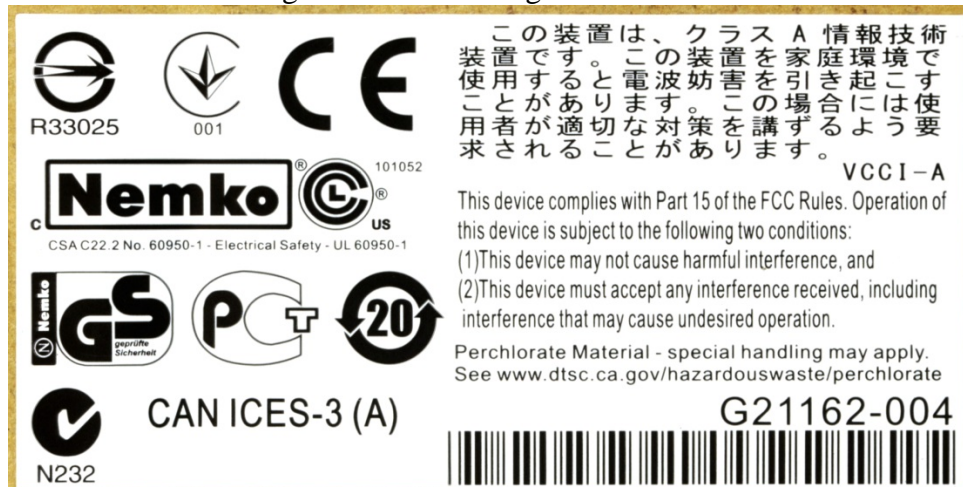 R33025
001
CE
Nemko
®
101052
c
CL
®
US
CSA C22.2 No. 60950-1 - Electrical Safety - UL 60950-1
N Nemko
GS
geprüfte
Sicherheit
PCT
20
N232
CAN ICES-3 (A)
この装置は、クラス A 情報技術
装置です。この装置を家庭環境で
使用すると電波妨害を引き起こす
ことがあります。この場合には使
用者が適切な対策を講ずるよう要
求されることがあります。
VCCI-A
This device complies with Part 15 of the FCC Rules. Operation of
this device is subject to the following two conditions:
(1)This device may not cause harmful interference, and
(2)This device must accept any interference received, including
interference that may cause undesired operation.
Perchlorate Material - special handling may apply.
See www.dtsc.ca.gov/hazardouswaste/perchlorate
G21162-004